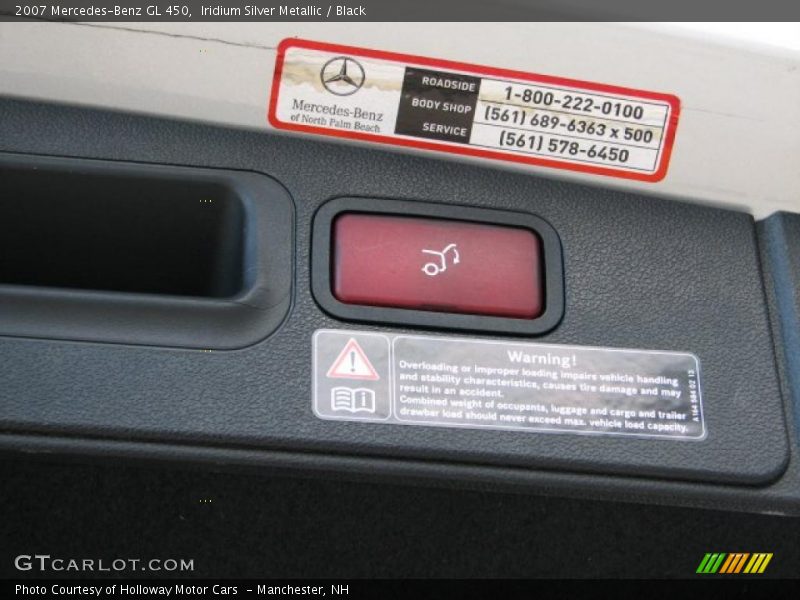 2007 Mercedes-Benz GL 450,  Iridium Silver Metallic / Black
Mercedes-Benz
of North Palm Beach
ROADSIDE 1-800-222-0100
BODY SHOP (561) 689-6363 x 500
SERVICE (561) 578-6450
Warning!
Overloading or improper loading impairs vehicle handling
and stability characteristics, causes tire damage and may
result in an accident.
Combined weight of occupants, luggage and cargo and trailer
drawbar load should never exceed max. vehicle load capacity.
A 164 584 02 13
GTCARLOT.COM
Photo Courtesy of Holloway Motor Cars  - Manchester, NH